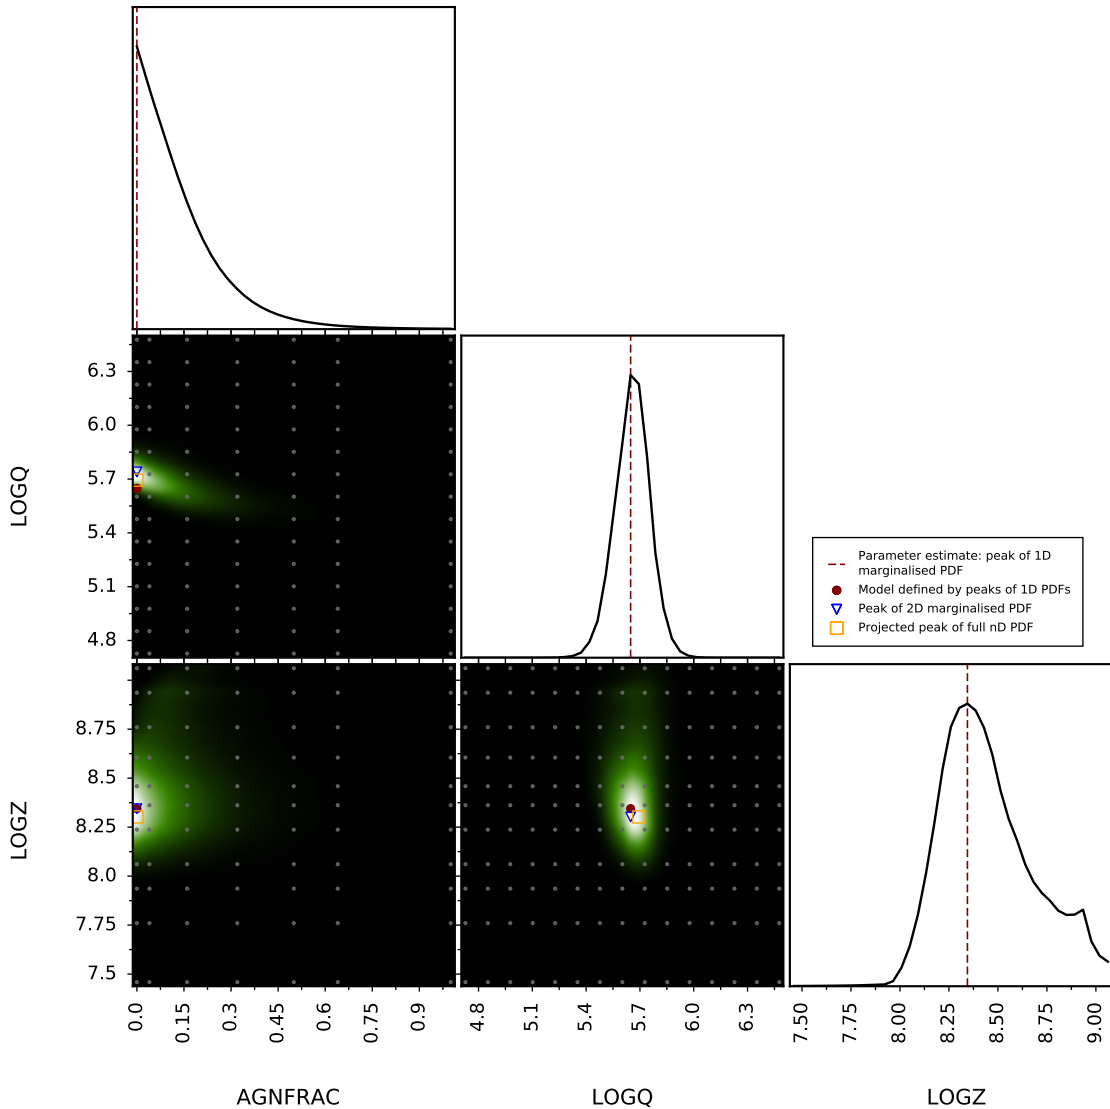 6.3
6.0
5.7
5.4
5.1
4.8
LOGQ
Parameter estimate: peak of 1D
marginalised PDF
Model defined by peaks of 1D PDFs
Peak of 2D marginalised PDF
Projected peak of full nD PDF
8.75
8.5
8.25
8.0
7.75
7.5
LOGZ
0.0 0.15 0.3 0.45 0.6 0.75 0.9
4.8 5.1 5.4 5.7 6.0 6.3
7.50 7.75 8.00 8.25 8.50 8.75 9.00
AGNFRAC LOGQ LOGZ